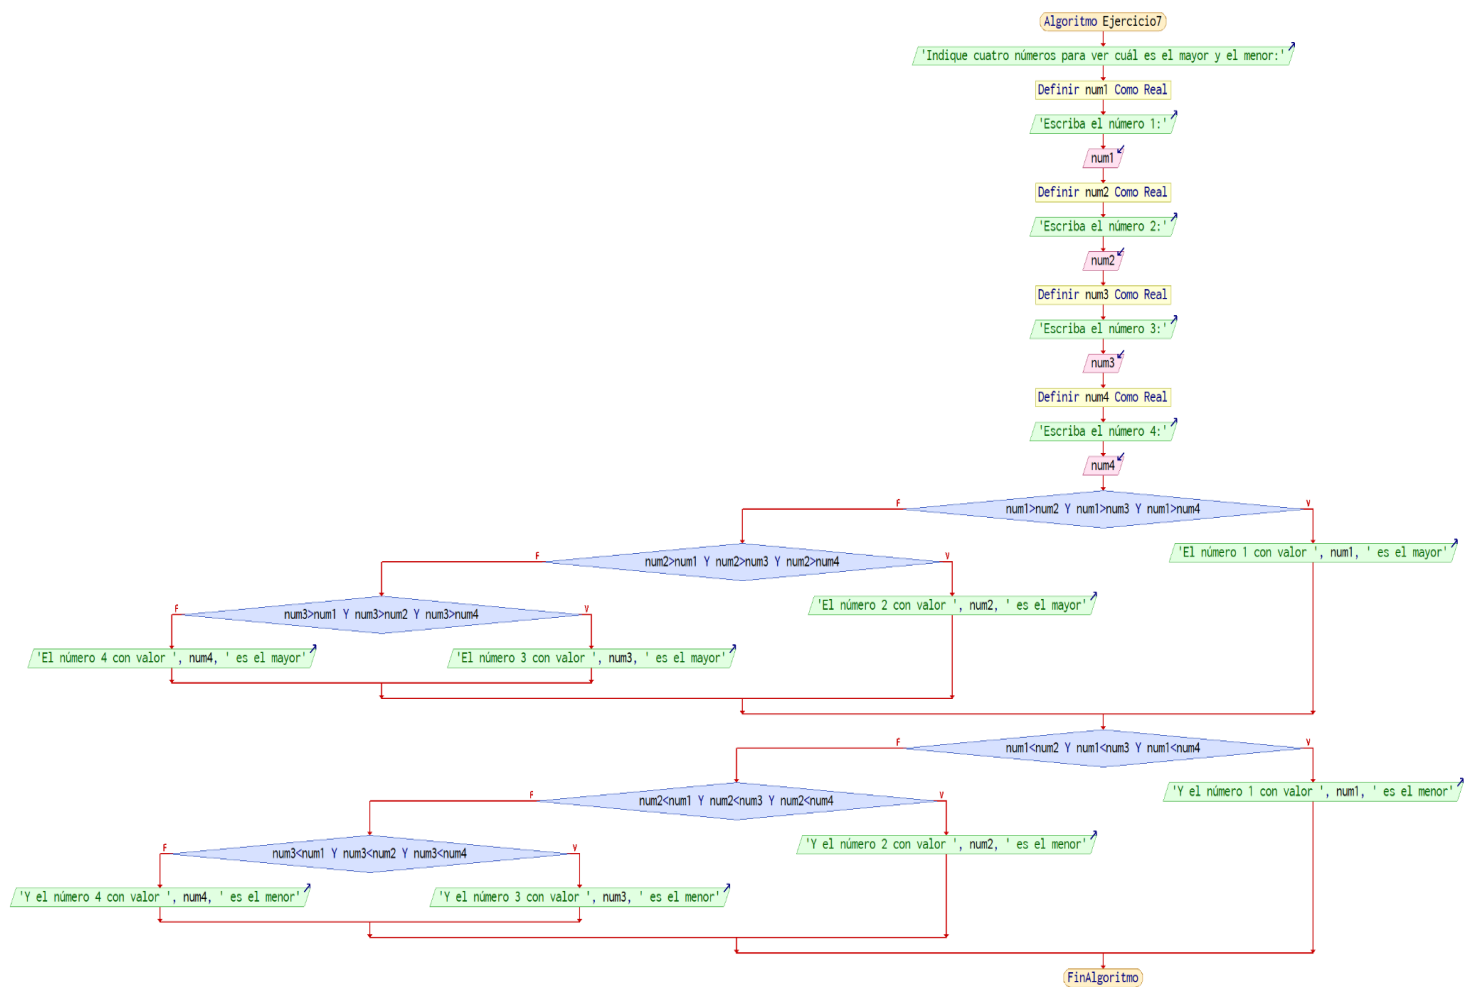 Algoritmo Ejercicio7
'Indique cuatro números para ver cuál es el mayor y el menor:'
Definir num1 Como Real
'Escriba el número 1:'
num1
Definir num2 Como Real
'Escriba el número 2:'
num2
Definir num3 Como Real
'Escriba el número 3:'
num3
Definir num4 Como Real
'Escriba el número 4:'
num4
F
num1>num2 Y num1>num3 Y num1>num4
V
F
num2>num1 Y num2>num3 Y num2>num4
V
'El número 1 con valor ', num1, ' es el mayor'
F
num3>num1 Y num3>num2 Y num3>num4
V
'El número 2 con valor ', num2, ' es el mayor'
'El número 4 con valor ', num4, ' es el mayor'
'El número 3 con valor ', num3, ' es el mayor'
F
num1<num2 Y num1<num3 Y num1<num4
V
F
num2<num1 Y num2<num3 Y num2<num4
V
'Y el número 1 con valor ', num1, ' es el menor'
F
num3<num1 Y num3<num2 Y num3<num4
V
'Y el número 2 con valor ', num2, ' es el menor'
'Y el número 4 con valor ', num4, ' es el menor'
'Y el número 3 con valor ', num3, ' es el menor'
FinAlgoritmo